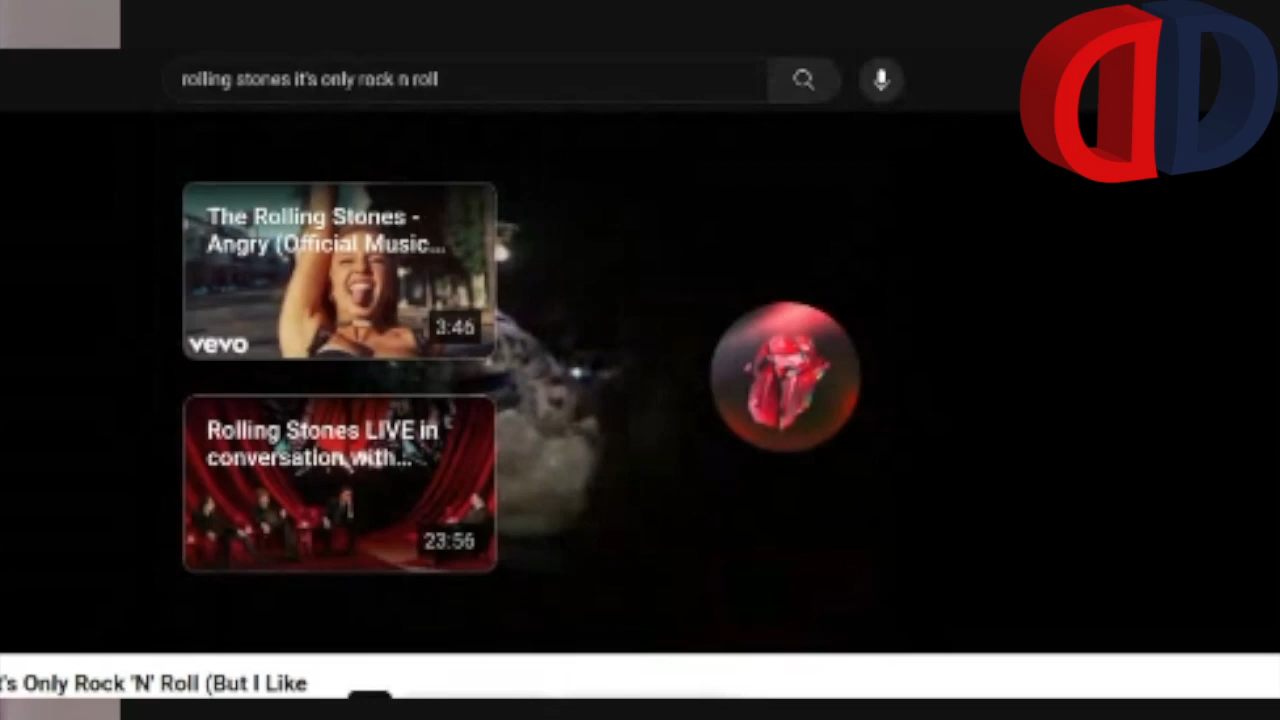 rolling stones it's only rock n roll
The Rolling Stones -
Angry (Official Music...
3:46
vevo
Rolling Stones LIVE in
conversation with...
23:56
t's Only Rock 'N' Roll (But I Like
DD